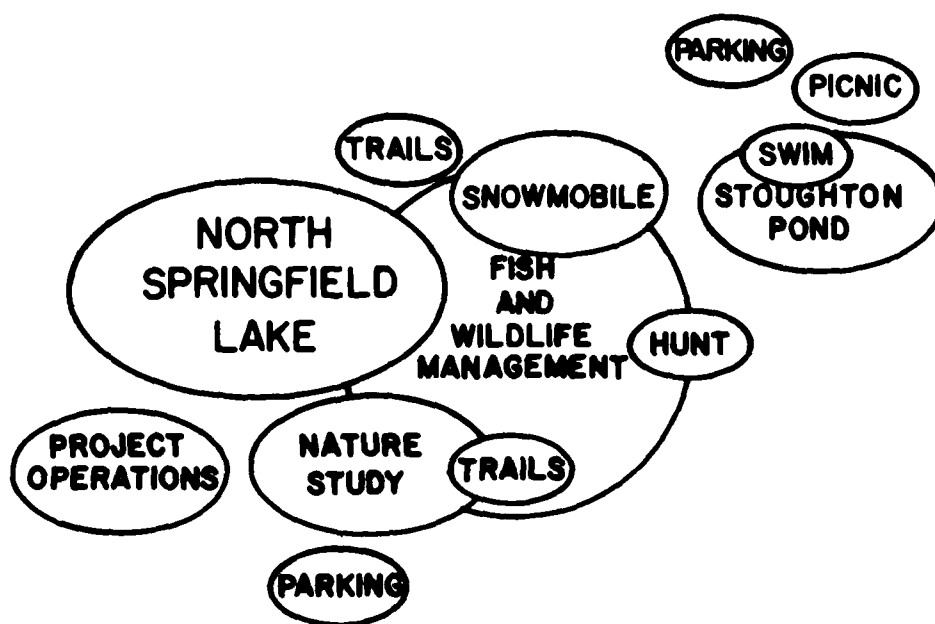 PARKING
PICNIC
TRAILS
SWIM
SNOWMOBILE
STOUGHTON
POND
NORTH
SPRINGFIELD
LAKE
FISH
AND
WILDLIFE
MANAGEMENT
HUNT
PROJECT
OPERATIONS
NATURE
STUDY
TRAILS
PARKING